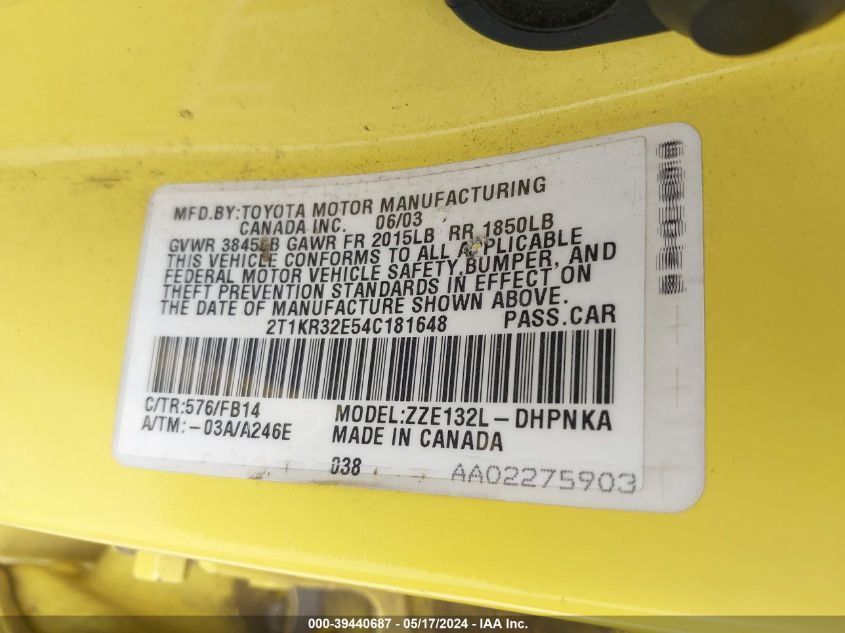 MFD.BY:TOYOTA MOTOR MANUFACTURING
CANADA INC. 06/03
GVWR 3845LB GAWR FR 2015LB RR 1850LB
THIS VEHICLE CONFORMS TO ALL APPLICABLE
FEDERAL MOTOR VEHICLE SAFETY,BUMPER, AND
THEFT PREVENTION STANDARDS IN EFFECT ON
THE DATE OF MANUFACTURE SHOWN ABOVE.
2T1KR32E54C181648 PASS.CAR
C/TR:576/FB14 MODEL:ZZE132L-DHPNKA
A/TM:-03A/A246E MADE IN CANADA
038 AA02275903
000-39440687 - 05/17/2024 - IAA Inc.